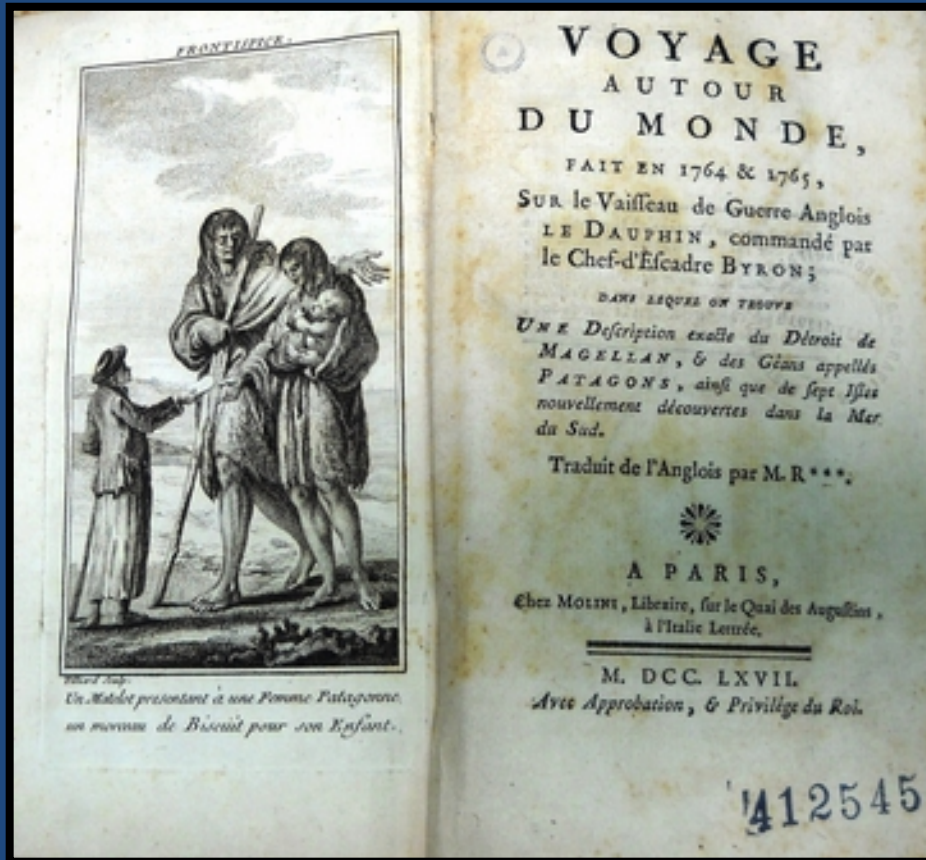 FRONTISPICE.
Un Matelot presentant à une Femme Patagonne
un morceau de Biscuit pour son Enfant.
VOYAGE
AUTOUR
DU MONDE,
FAIT EN 1764 & 1765,
SUR le Vaiſſeau de Guerre Anglois
LE DAUPHIN, commandé par
le Chef-d'Eſcadre BYRON;
DANS LEQUEL ON TROUVE
UNE Deſcription exacte du Détroit de
MAGELLAN, & des Géans appellés
PATAGONS, ainſi que de ſept Iſles
nouvellement découvertes dans la Mer
du Sud.
Traduit de l'Anglois par M. R***.
A PARIS,
Chez MOLINI, Libraire, ſur le Quai des Auguſtins,
à l'Italie Lettrée.
M. DCC. LXVII.
Avec Approbation, & Privilége du Roi.
412545